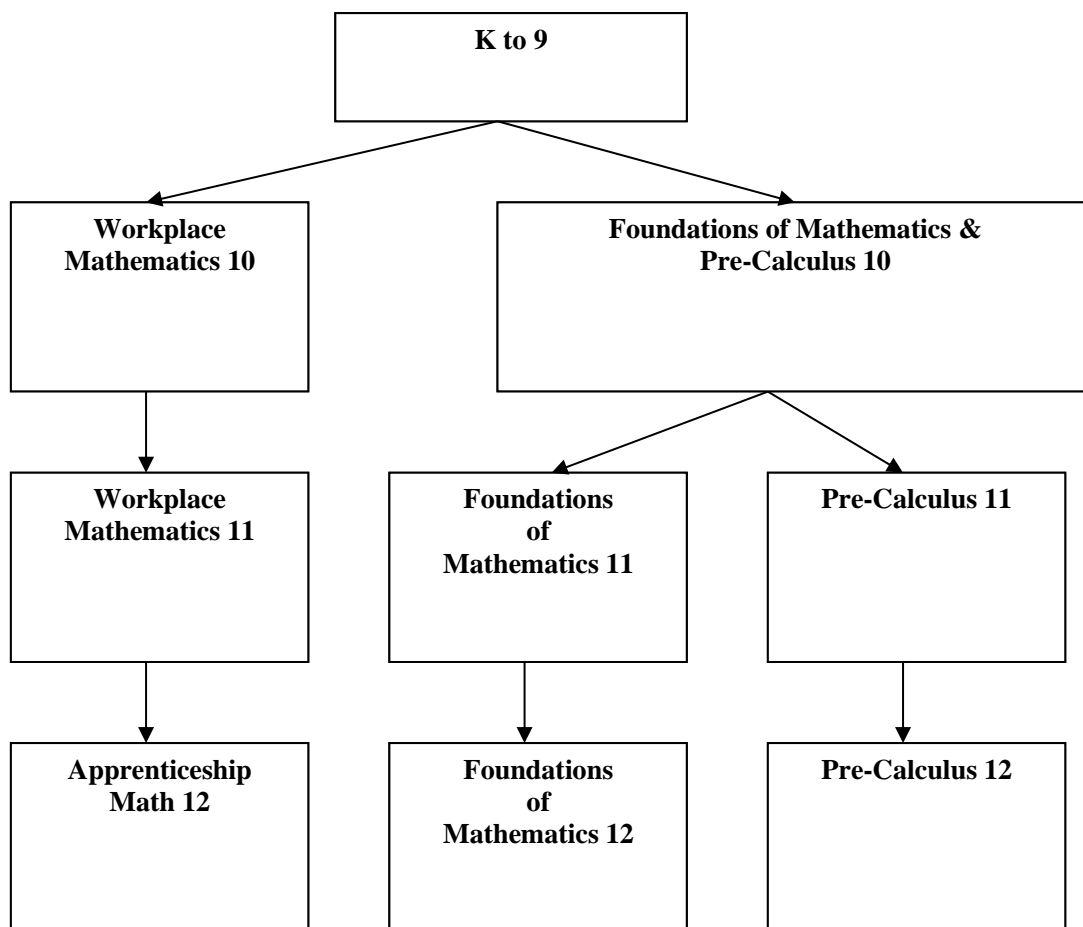 K to 9
Workplace
Mathematics 10
Foundations of Mathematics &
Pre-Calculus 10
Workplace
Mathematics 11
Foundations
of
Mathematics 11
Pre-Calculus 11
Apprenticeship
Math 12
Foundations
of
Mathematics 12
Pre-Calculus 12